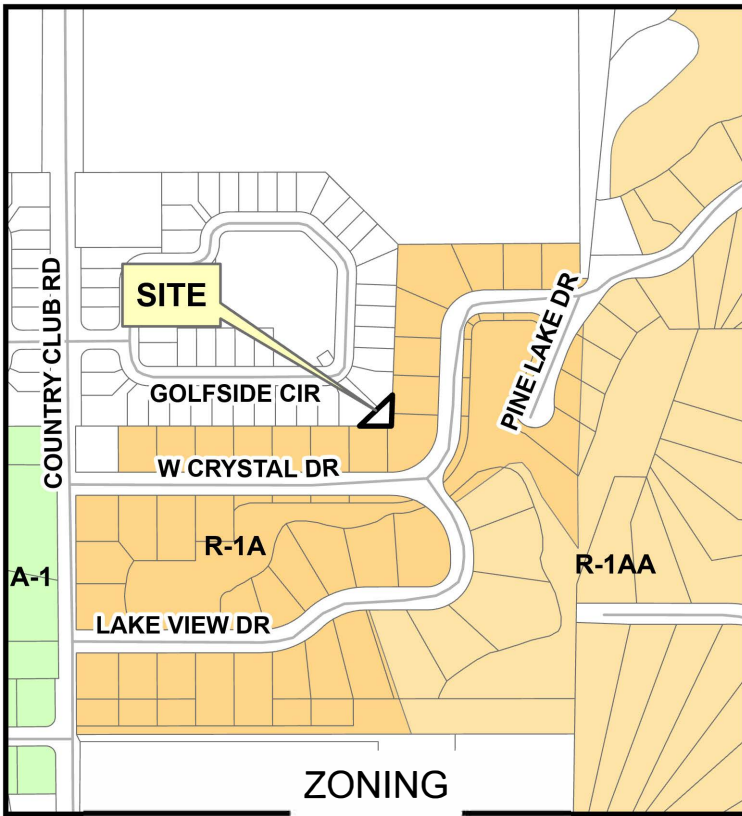 SITE
COUNTRY CLUB RD
PINE LAKE DR
GOLFSIDE CIR
W CRYSTAL DR
R-1A
R-1AA
A-1
LAKE VIEW DR
ZONING